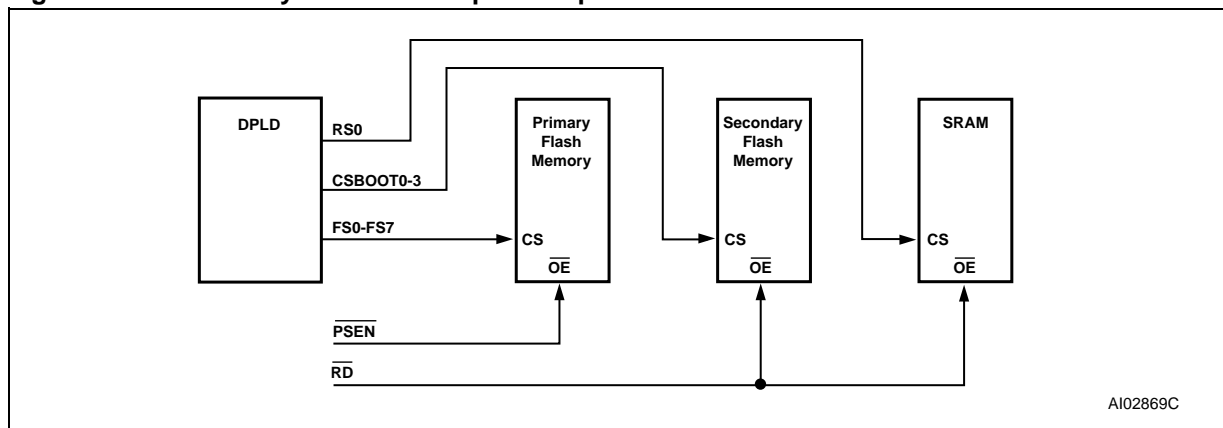 DPLD
RS0
CSBOOT0-3
FS0-FS7
Primary
Flash
Memory
CS
OE
Secondary
Flash
Memory
CS
OE
SRAM
CS
OE
PSEN
RD
AI02869C